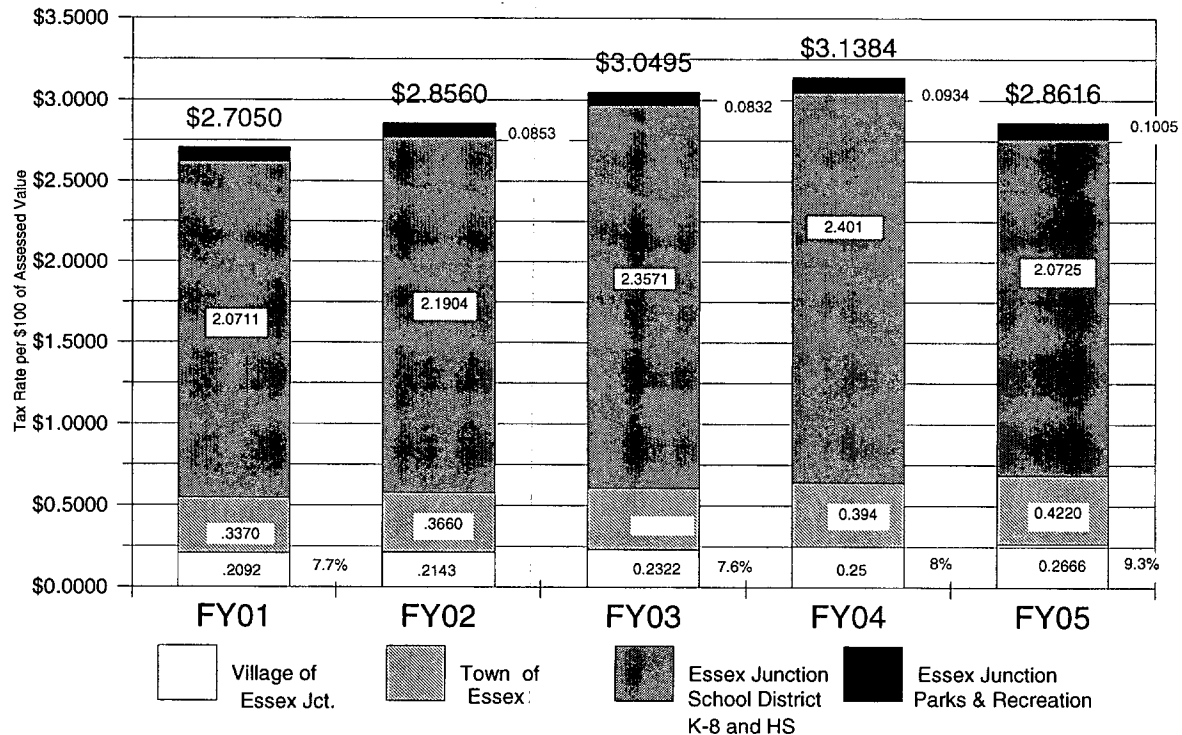 $3.5000
$3.0000
$2.5000
$2.0000
$1.5000
$1.0000
$0.5000
$0.0000
Tax Rate per $100 of Assessed Value
$2.7050
$2.8560
$3.0495
$3.1384
$2.8616
0.0853
0.0832
0.0934
0.1005
2.0711
2.1904
2.3571
2.401
2.0725
.3370
.3660
0.394
0.4220
.2092
7.7%
.2143
0.2322
7.6%
0.25
8%
0.2666
9.3%
FY01
FY02
FY03
FY04
FY05
Village of
Essex Jct.
Town of
Essex
Essex Junction
School District
K-8 and HS
Essex Junction
Parks & Recreation